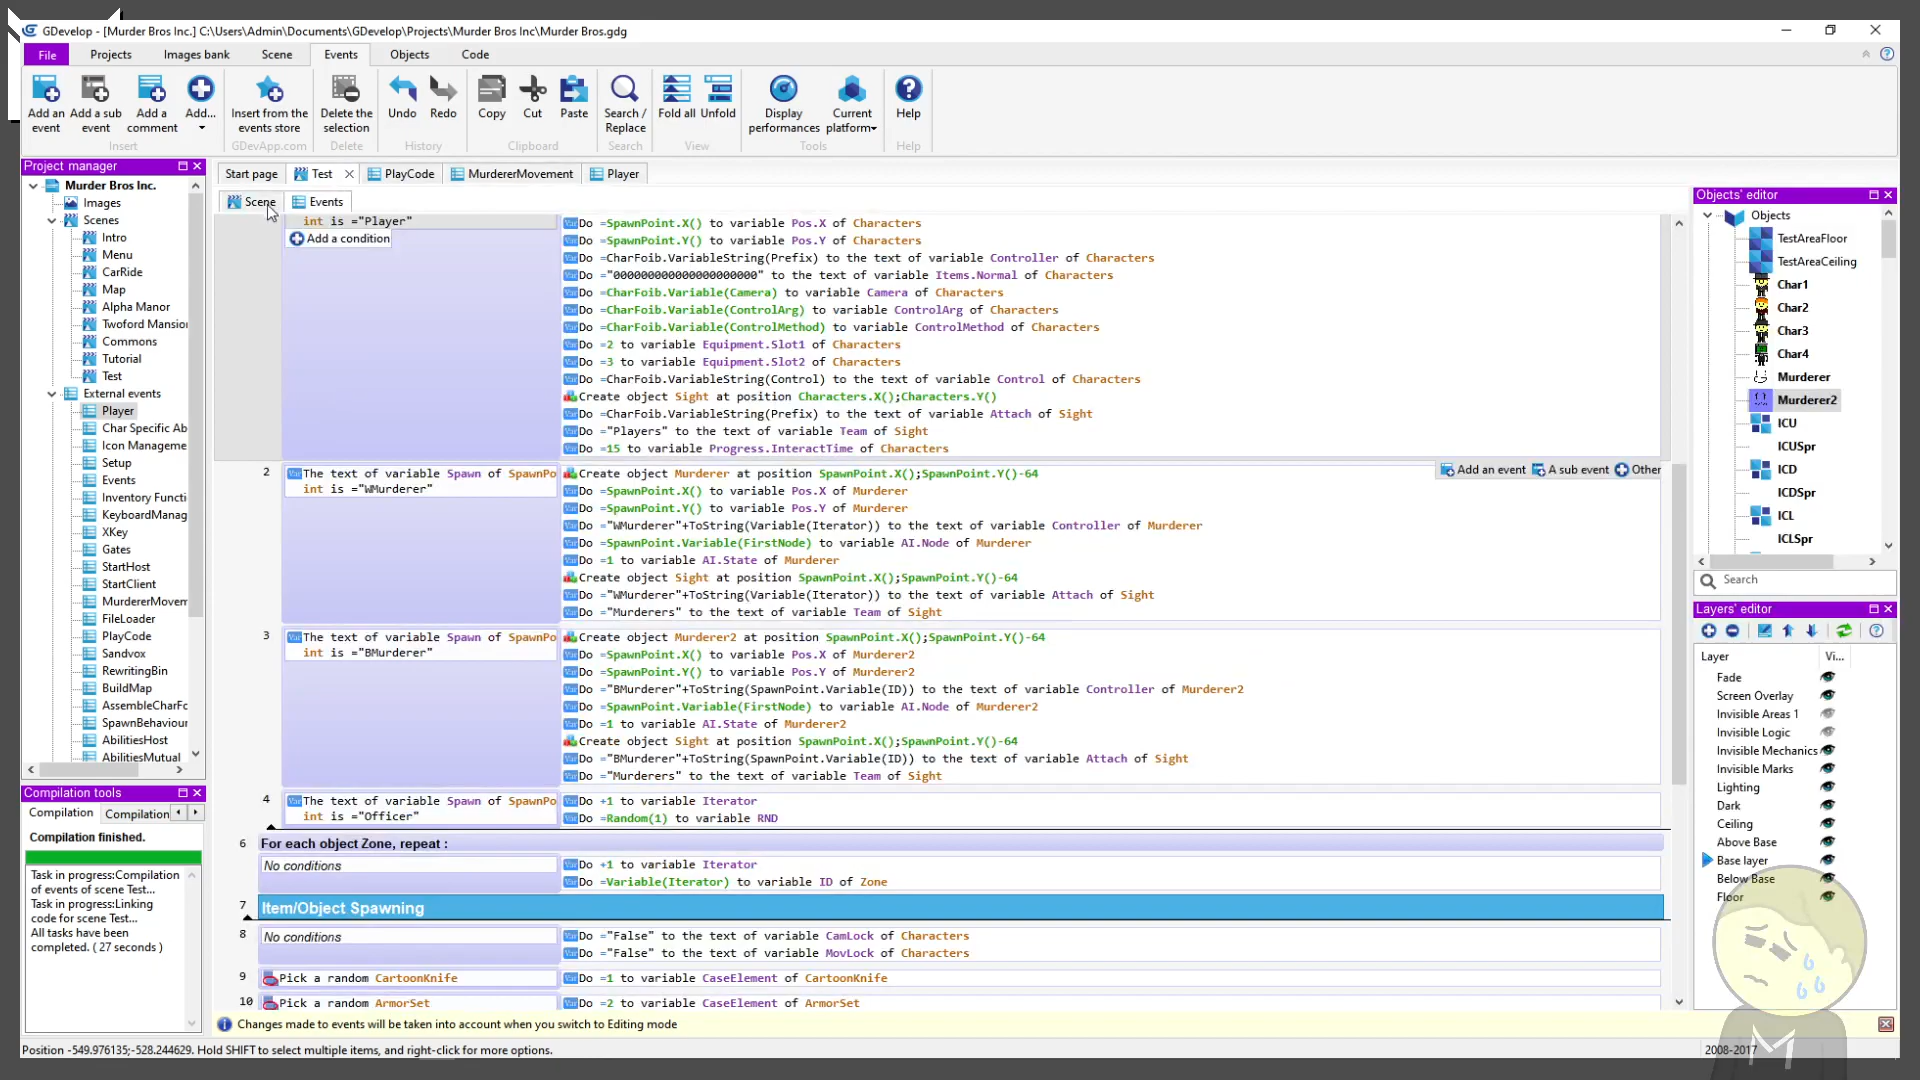 GDevelop - [Murder Bros Inc.] C:\Users\Admin\Documents\GDevelop\Projects\Murder Bros Inc\Murder Bros.gdg
File Projects Images bank Scene Events Objects Code
Add an event
Add a sub event
Add a comment
Add...
Insert from the events store
Delete the selection
Undo Redo
Copy Cut Paste
Search / Replace
Fold all Unfold
Display performances
Current platform
Help
Insert GDevApp.com Delete History Clipboard Search View Tools Help
Project manager
Murder Bros Inc.
Images
Scenes
Intro
Menu
CarRide
Map
Alpha Manor
Twoford Mansion
Commons
Tutorial
Test
External events
Player
Char Specific Ab
Icon Manageme
Setup
Events
Inventory Functi
KeyboardManag
XKey
Gates
StartHost
StartClient
MurdererMovem
FileLoader
PlayCode
Sandvox
RewritingBin
BuildMap
AssembleCharFo
SpawnBehaviour
AbilitiesHost
AbilitiesMutual
Compilation tools
Compilation Compilation
Compilation finished.
Task in progress:Compilation
of events of scene Test...
Task in progress:Linking
code for scene Test...
All tasks have been
completed. ( 27 seconds )
Start page Test PlayCode MurdererMovement Player
Scene Events
int is ="Player"
Add a condition
Do =SpawnPoint.X() to variable Pos.X of Characters
Do =SpawnPoint.Y() to variable Pos.Y of Characters
Do =CharFoib.VariableString(Prefix) to the text of variable Controller of Characters
Do ="00000000000000000000" to the text of variable Items.Normal of Characters
Do =CharFoib.Variable(Camera) to variable Camera of Characters
Do =CharFoib.Variable(ControlArg) to variable ControlArg of Characters
Do =CharFoib.Variable(ControlMethod) to variable ControlMethod of Characters
Do =2 to variable Equipment.Slot1 of Characters
Do =3 to variable Equipment.Slot2 of Characters
Do =CharFoib.VariableString(Control) to the text of variable Control of Characters
Create object Sight at position Characters.X();Characters.Y()
Do =CharFoib.VariableString(Prefix) to the text of variable Attach of Sight
Do ="Players" to the text of variable Team of Sight
Do =15 to variable Progress.InteractTime of Characters
2 The text of variable Spawn of SpawnPo
int is ="WMurderer"
Create object Murderer at position SpawnPoint.X();SpawnPoint.Y()-64
Add an event A sub event Other
Do =SpawnPoint.X() to variable Pos.X of Murderer
Do =SpawnPoint.Y() to variable Pos.Y of Murderer
Do ="WMurderer"+ToString(Variable(Iterator)) to the text of variable Controller of Murderer
Do =SpawnPoint.Variable(FirstNode) to variable AI.Node of Murderer
Do =1 to variable AI.State of Murderer
Create object Sight at position SpawnPoint.X();SpawnPoint.Y()-64
Do ="WMurderer"+ToString(Variable(Iterator)) to the text of variable Attach of Sight
Do ="Murderers" to the text of variable Team of Sight
3 The text of variable Spawn of SpawnPo
int is ="BMurderer"
Create object Murderer2 at position SpawnPoint.X();SpawnPoint.Y()-64
Do =SpawnPoint.X() to variable Pos.X of Murderer2
Do =SpawnPoint.Y() to variable Pos.Y of Murderer2
Do ="BMurderer"+ToString(SpawnPoint.Variable(ID)) to the text of variable Controller of Murderer2
Do =SpawnPoint.Variable(FirstNode) to variable AI.Node of Murderer2
Do =1 to variable AI.State of Murderer2
Create object Sight at position SpawnPoint.X();SpawnPoint.Y()-64
Do ="BMurderer"+ToString(SpawnPoint.Variable(ID)) to the text of variable Attach of Sight
Do ="Murderers" to the text of variable Team of Sight
4 The text of variable Spawn of SpawnPo
int is ="Officer"
Do +1 to variable Iterator
Do =Random(1) to variable RND
6 For each object Zone, repeat :
No conditions
Do +1 to variable Iterator
Do =Variable(Iterator) to variable ID of Zone
7 Item/Object Spawning
8 No conditions
Do ="False" to the text of variable CamLock of Characters
Do ="False" to the text of variable MovLock of Characters
9 Pick a random CartoonKnife Do =1 to variable CaseElement of CartoonKnife
10 Pick a random ArmorSet Do =2 to variable CaseElement of ArmorSet
Changes made to events will be taken into account when you switch to Editing mode
Objects' editor
Objects
TestAreaFloor
TestAreaCeiling
Char1
Char2
Char3
Char4
Murderer
Murderer2
ICU
ICUSpr
ICD
ICDSpr
ICL
ICLSpr
Search
Layers' editor
Layer Vi...
Fade
Screen Overlay
Invisible Areas 1
Invisible Logic
Invisible Mechanics
Invisible Marks
Lighting
Dark
Ceiling
Above Base
Base layer
Below Base
Floor
Position -549.976135;-528.244629. Hold SHIFT to select multiple items, and right-click for more options.
2008-2017